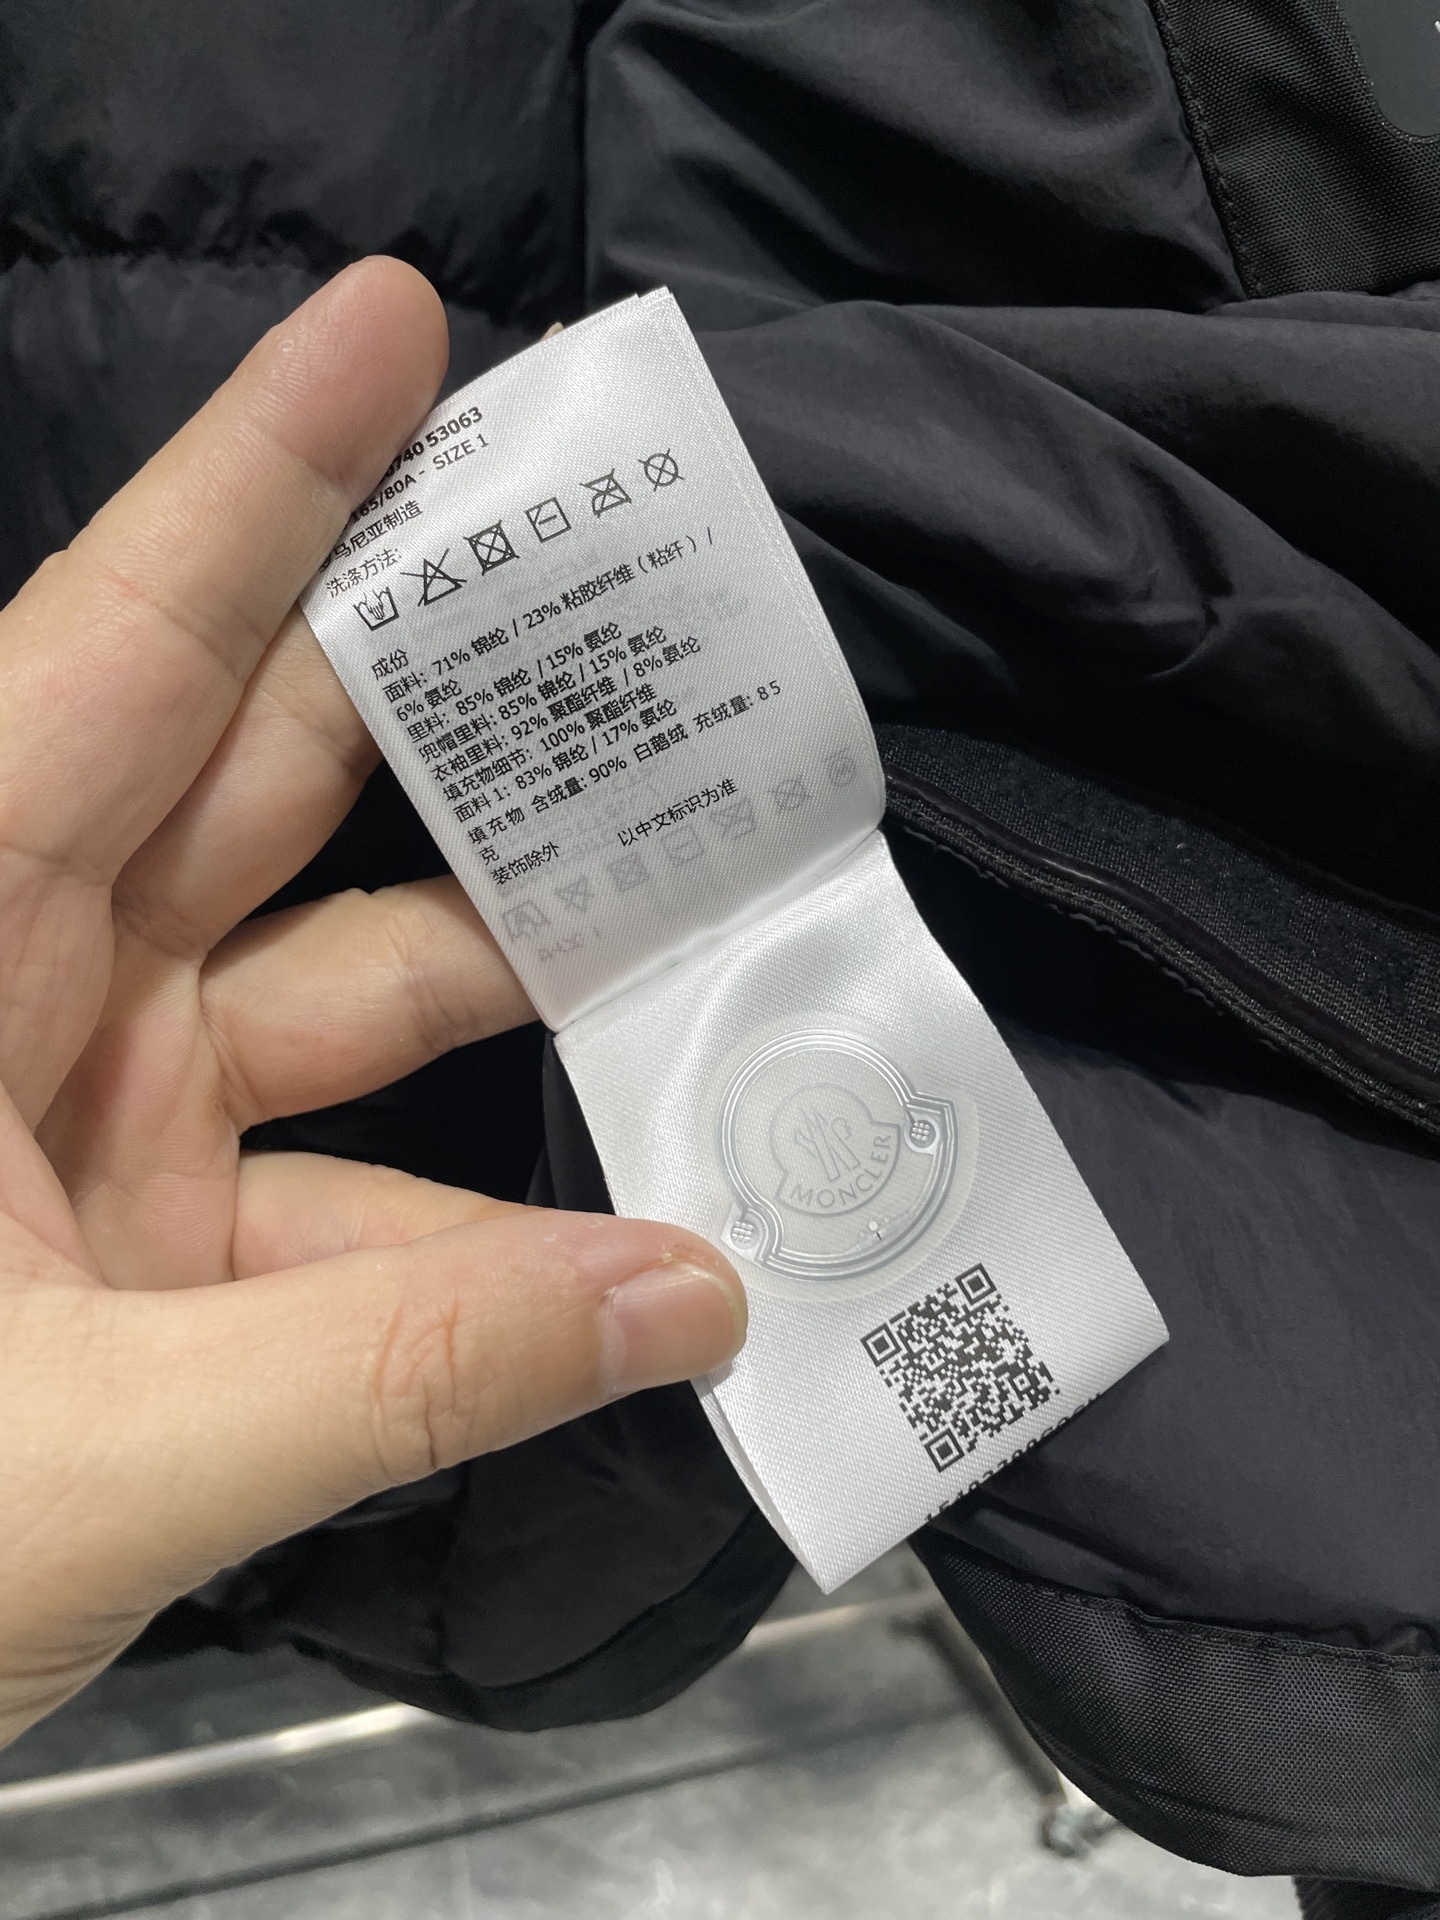 0740 53063
165/80A - SIZE 1
马尼亚制造
洗涤方法:
成份
面料: 71% 锦纶 / 23% 粘胶纤维 ( 粘纤 ) /
6% 氨纶
里料: 85% 锦纶 / 15% 氨纶
兜帽里料: 85% 锦纶 / 15% 氨纶
衣袖里料: 92% 聚酯纤维 / 8% 氨纶
填充物细节: 100% 聚酯纤维
面料 1: 83% 锦纶 / 17% 氨纶
填充物 含绒量: 90% 白鹅绒 充绒量: 85
克
装饰除外 以中文标识为准
MONCLER